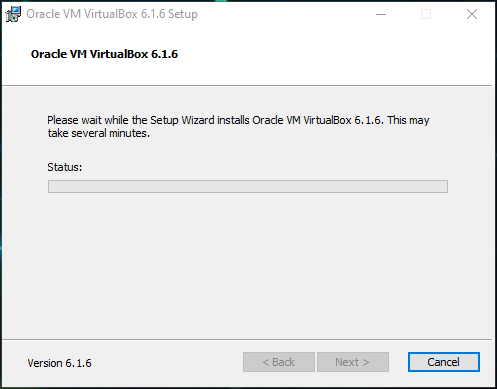 Oracle VM VirtualBox 6.1.6 Setup
Oracle VM VirtualBox 6.1.6
Please wait while the Setup Wizard installs Oracle VM VirtualBox 6.1.6. This may
take several minutes.
Status:
Version 6.1.6
< Back
Next >
Cancel